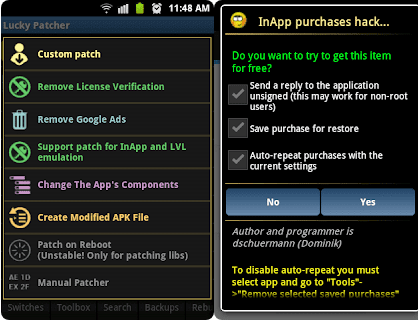 11:48 AM
Lucky Patcher
Custom patch
Remove License Verification
Remove Google Ads
Support patch for InApp and LVL
emulation
Change The App's Components
Create Modified APK File
Patch on Reboot
(Unstable! Only for patching libs)
AE 1D
EX 2F
Manual Patcher
Switches Toolbox Search Backups Rebu
InApp purchases hack...
Do you want to try to get this item
for free?
Send a reply to the application
unsigned (this may work for non-root
users)
Save purchase for restore
Auto-repeat purchases with the
current settings
No Yes
Author and programmer is
dschuermann (Dominik)
To disable auto-repeat you must
select app and go to "Tools"-
>"Remove selected saved purchases"